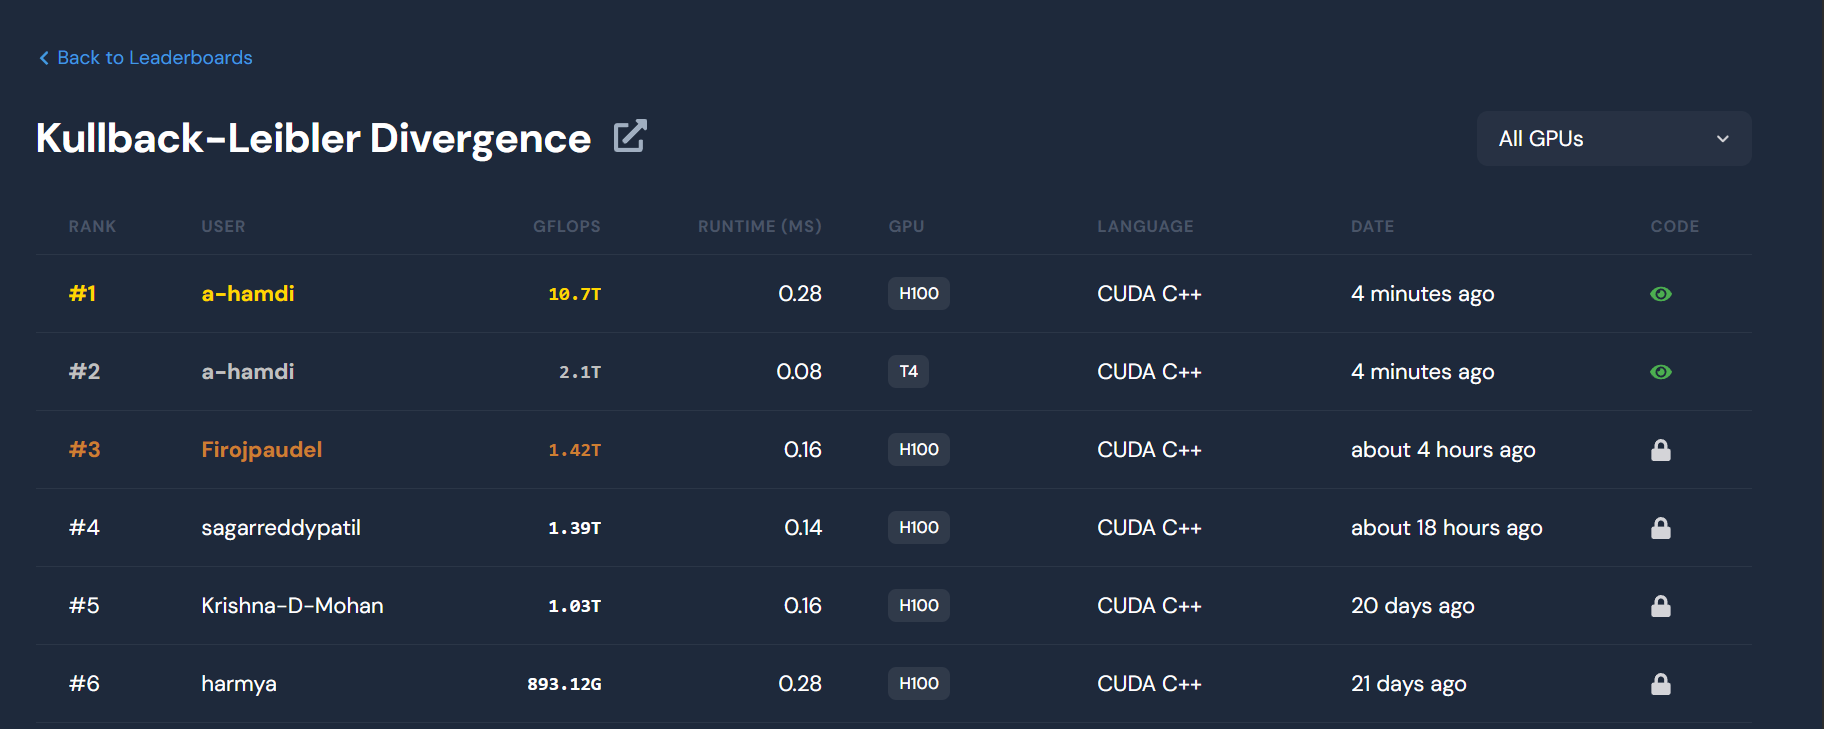 Back to Leaderboards
Kullback-Leibler Divergence
All GPUs
RANK USER GFLOPS RUNTIME (MS) GPU LANGUAGE DATE CODE
#1 a-hamdi 10.7T 0.28 H100 CUDA C++ 4 minutes ago
#2 a-hamdi 2.1T 0.08 T4 CUDA C++ 4 minutes ago
#3 Firojpaudel 1.42T 0.16 H100 CUDA C++ about 4 hours ago
#4 sagarreddypatil 1.39T 0.14 H100 CUDA C++ about 18 hours ago
#5 Krishna-D-Mohan 1.03T 0.16 H100 CUDA C++ 20 days ago
#6 harmya 893.12G 0.28 H100 CUDA C++ 21 days ago